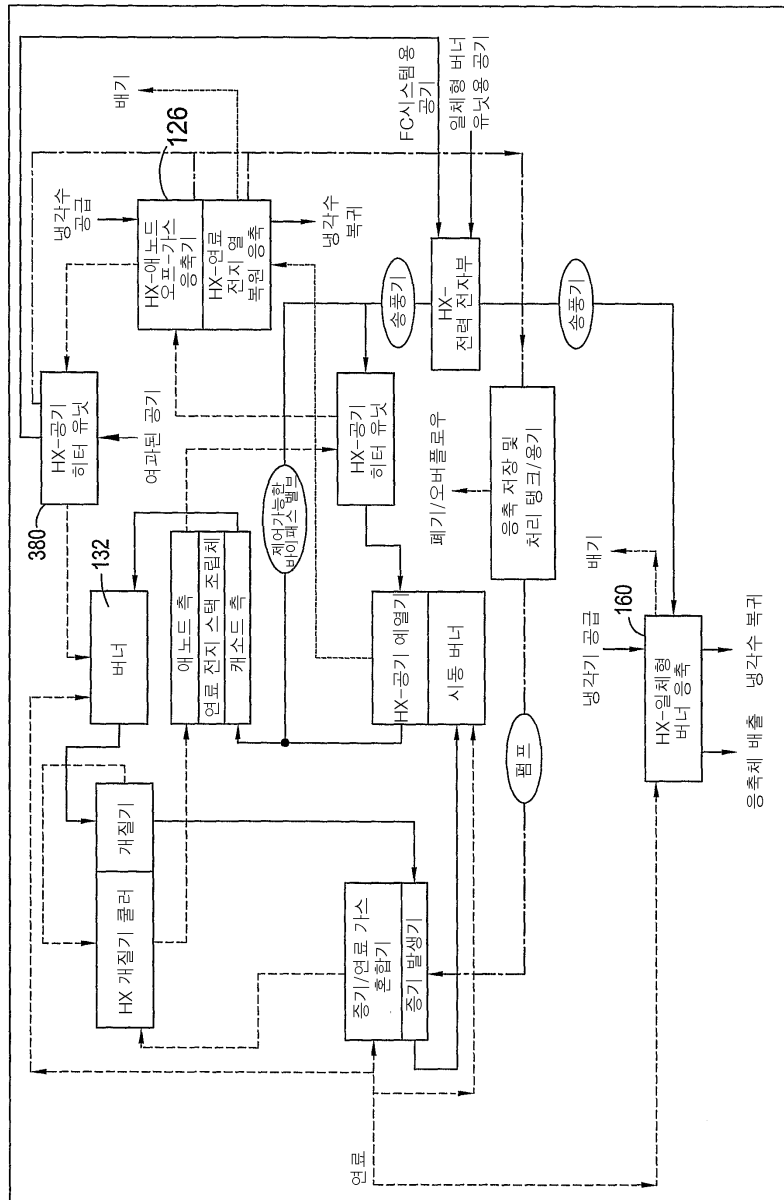 연료
HX 개질기 쿨러
개질기
버너
132
HX-공기
히터 유닛
380
여과된 공기
HX-애노드
오프-가스
응축기
HX-연료
전지 열
복원 응축
126
냉각수
공급
냉각수
복귀
배기
애노드 측
연료 전지 스택 조립체
캐소드 측
제어가능한
바이패스 밸브
HX-공기
히터 유닛
송풍기
FC시스템용
공기
HX-
전력 전자부
일체형 버너
유닛용 공기
송풍기
증기/연료 가스
혼합기
증기 발생기
HX-공기 예열기
시동 버너
펌프
폐기/오버플로우
응축 저장 및
처리 탱크/용기
냉각기 공급
160
배기
HX-일체형
버너 응축
응축체 배출
냉각수 복귀